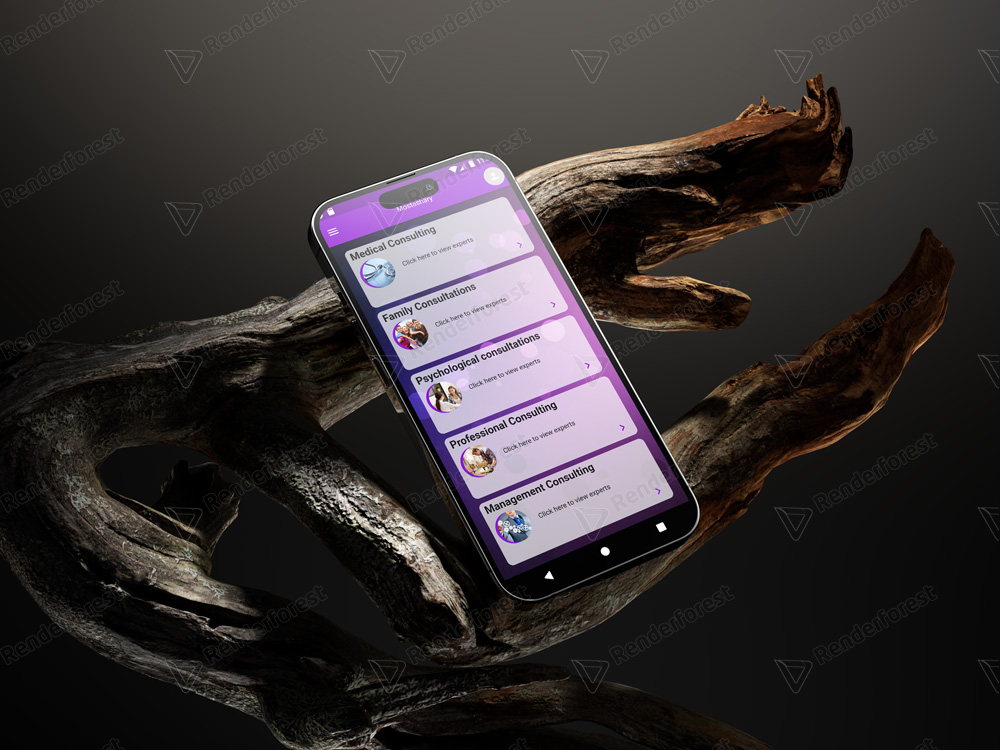 Mostashary
Medical Consulting
Click here to view experts
Family Consultations
Click here to view experts
Psychological consultations
Click here to view experts
Professional Consulting
Click here to view experts
Management Consulting
Click here to view experts
Renderforest